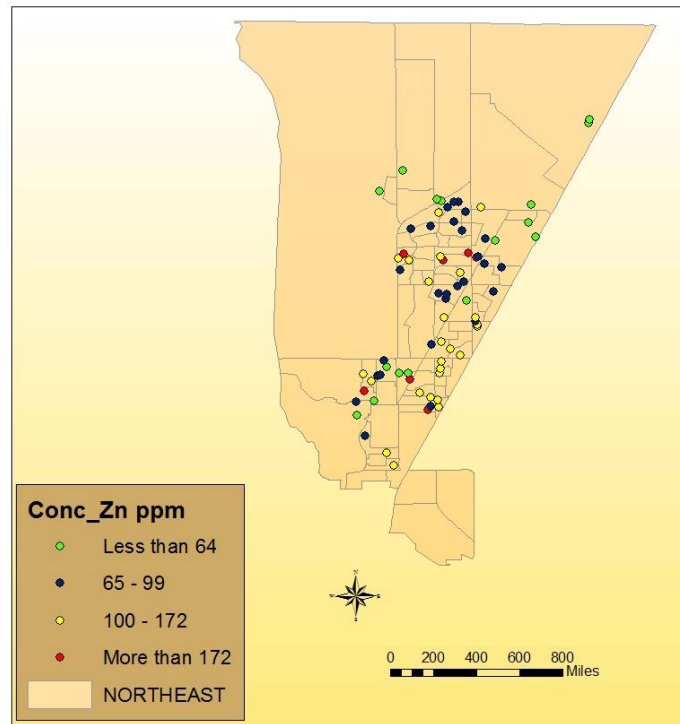 Conc_Zn ppm
Less than 64
65 - 99
100 - 172
More than 172
NORTHEAST
0 200 400 600 800
Miles